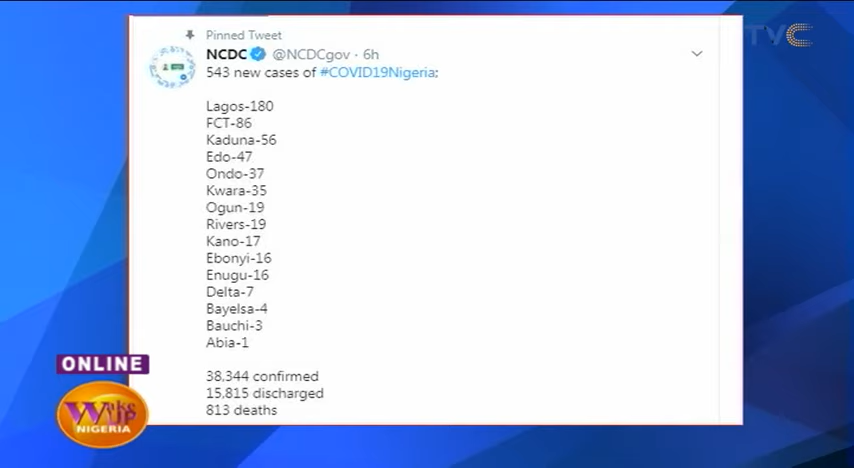 Pinned Tweet
NCDC @NCDCgov · 6h
543 new cases of #COVID19Nigeria;
Lagos-180
FCT-86
Kaduna-56
Edo-47
Ondo-37
Kwara-35
Ogun-19
Rivers-19
Kano-17
Ebonyi-16
Enugu-16
Delta-7
Bayelsa-4
Bauchi-3
Abia-1
38,344 confirmed
15,815 discharged
813 deaths
TVC
ONLINE
Wake
UP
NIGERIA